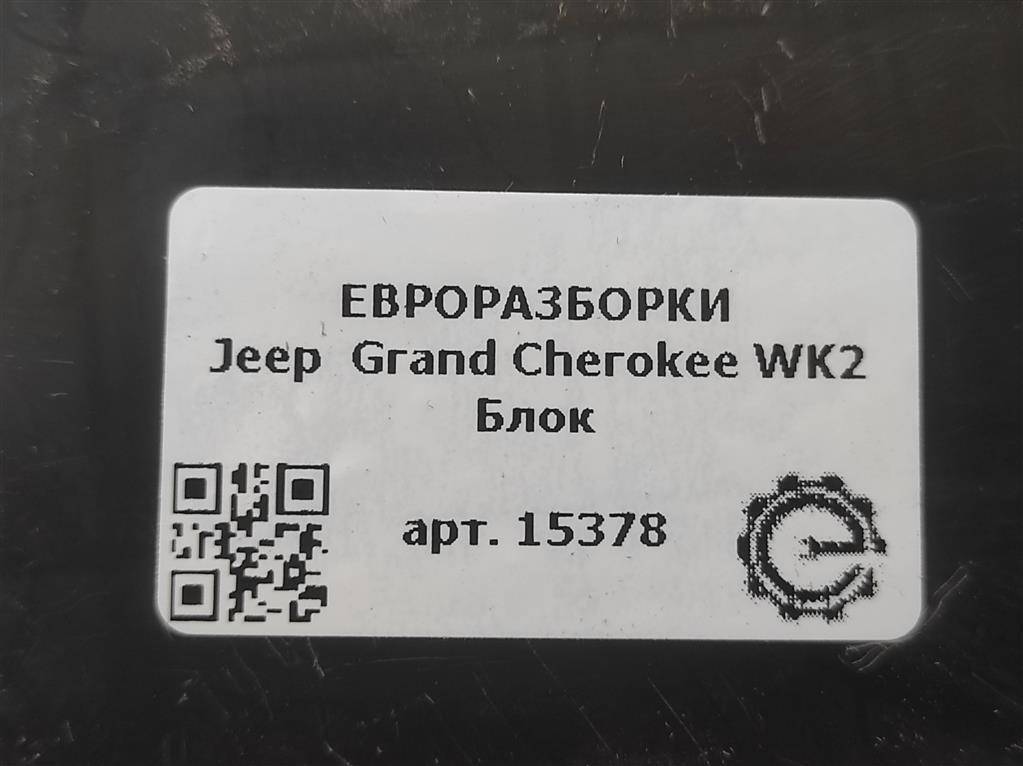 ЕВРОРАЗБОРКИ
Jeep Grand Cherokee WK2
Блок
арт. 15378